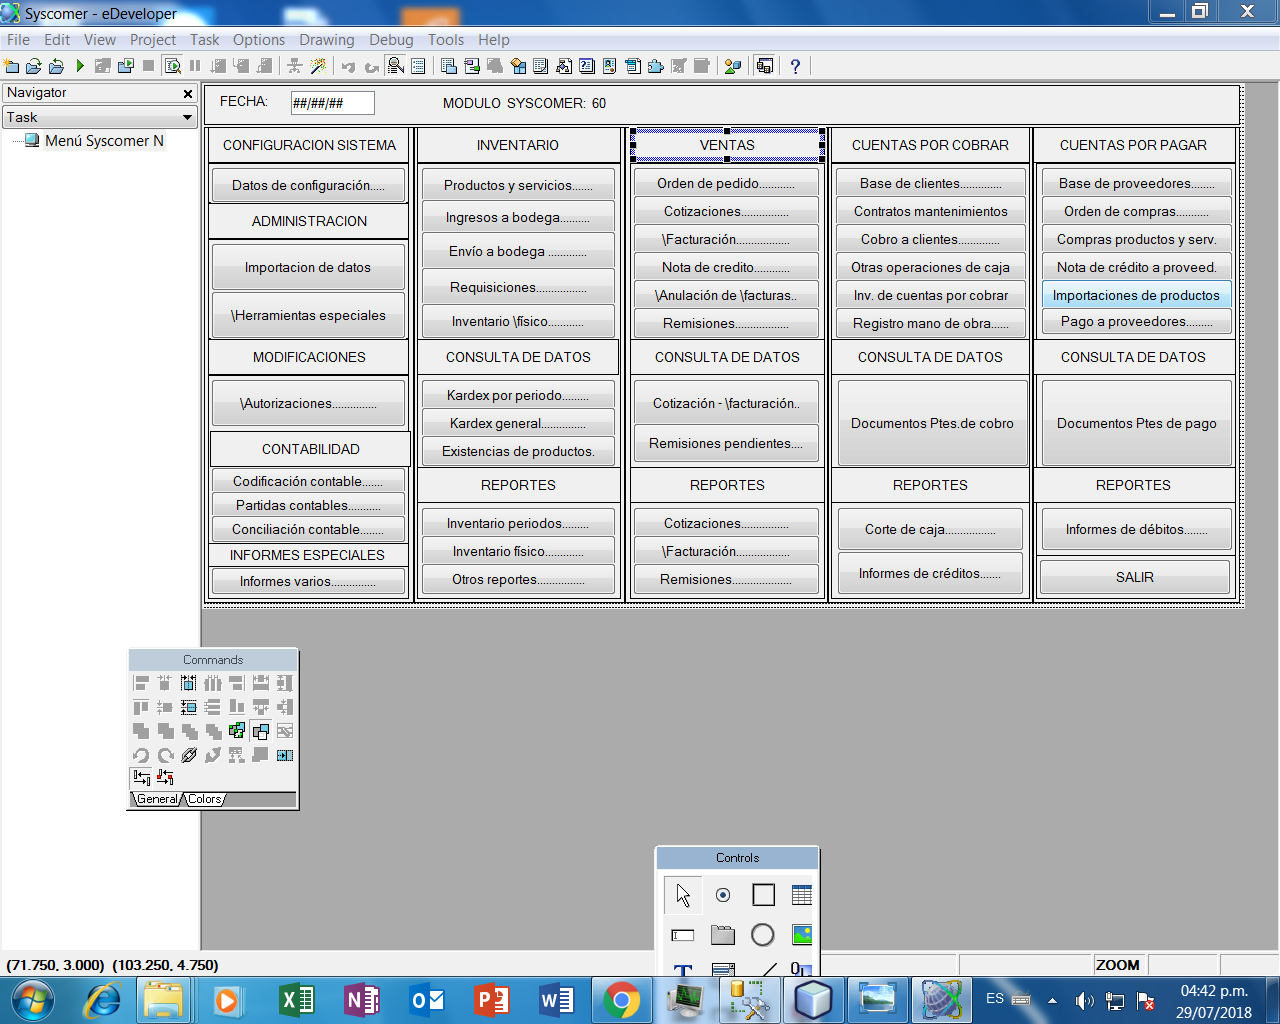 Syscomer - eDeveloper
File Edit View Project Task Options Drawing Debug Tools Help
Navigator
Task
Menú Syscomer N
FECHA: ##/##/## MODULO SYSCOMER: 60
CONFIGURACION SISTEMA
Datos de configuración.....
ADMINISTRACION
Importacion de datos
\Herramientas especiales
MODIFICACIONES
\Autorizaciones...............
CONTABILIDAD
Codificación contable.......
Partidas contables...........
Conciliación contable........
INFORMES ESPECIALES
Informes varios...............
INVENTARIO
Productos y servicios.......
Ingresos a bodega..........
Envío a bodega .............
Requisiciones.................
Inventario \físico............
CONSULTA DE DATOS
Kardex por periodo.........
Kardex general...............
Existencias de productos.
REPORTES
Inventario periodos.........
Inventario físico.............
Otros reportes................
VENTAS
Orden de pedido............
Cotizaciones................
\Facturación..................
Nota de credito............
\Anulación de \facturas..
Remisiones..................
CONSULTA DE DATOS
Cotización - \facturación..
Remisiones pendientes....
REPORTES
Cotizaciones................
\Facturación..................
Remisiones....................
CUENTAS POR COBRAR
Base de clientes..............
Contratos mantenimientos
Cobro a clientes..............
Otras operaciones de caja
Inv. de cuentas por cobrar
Registro mano de obra......
CONSULTA DE DATOS
Documentos Ptes.de cobro
REPORTES
Corte de caja.................
Informes de créditos.......
CUENTAS POR PAGAR
Base de proveedores........
Orden de compras...........
Compras productos y serv.
Nota de crédito a proveed.
Importaciones de productos
Pago a proveedores.........
CONSULTA DE DATOS
Documentos Ptes de pago
REPORTES
Informes de débitos........
SALIR
Commands
General Colors
Controls
(71.750, 3.000) (103.250, 4.750)
ZOOM
ES
04:42 p.m.
29/07/2018